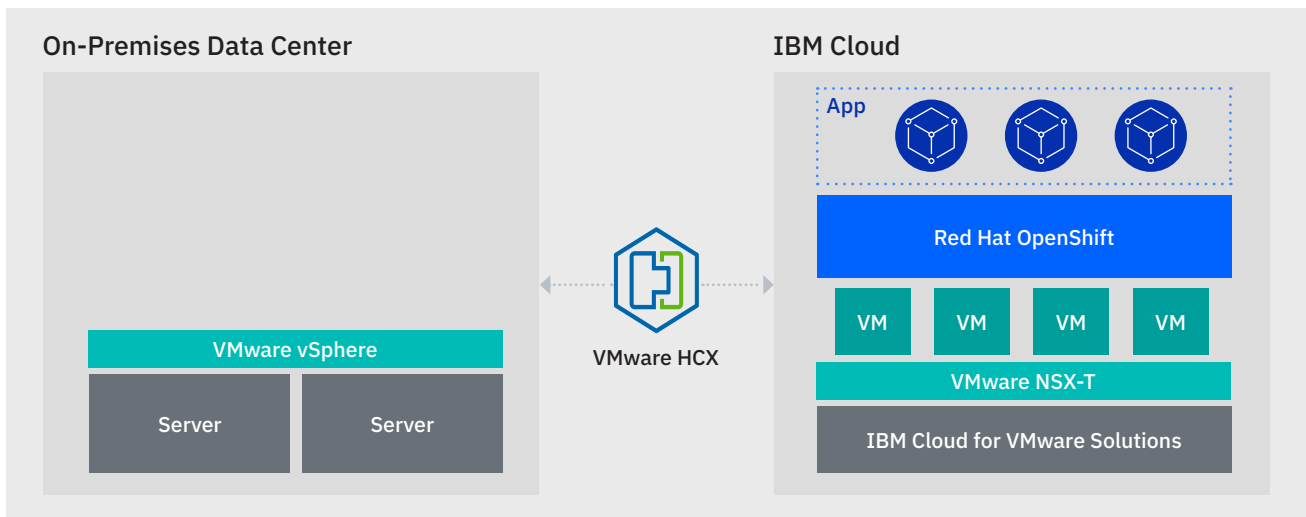 On-Premises Data Center
VMware vSphere
Server
Server
VMware HCX
IBM Cloud
App
Red Hat OpenShift
VM
VM
VM
VM
VMware NSX-T
IBM Cloud for VMware Solutions